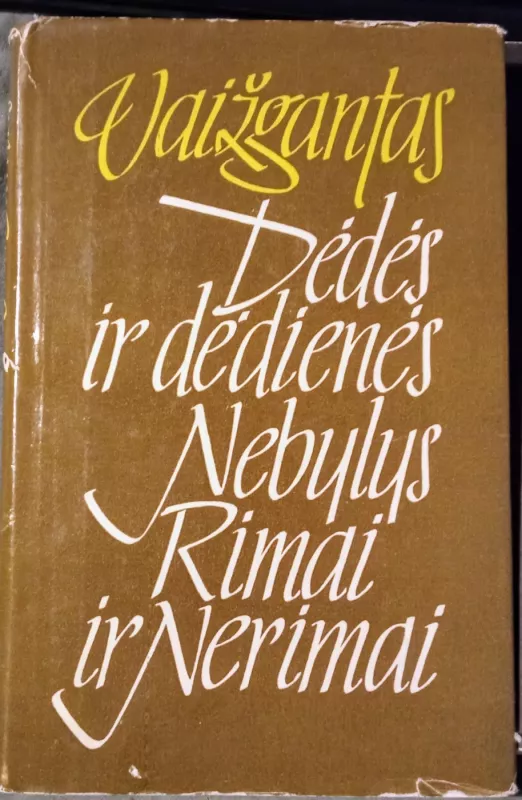 Vaižgantas
Dėdės
ir dėdienės
Nebylys
Rimai
ir Nerimai